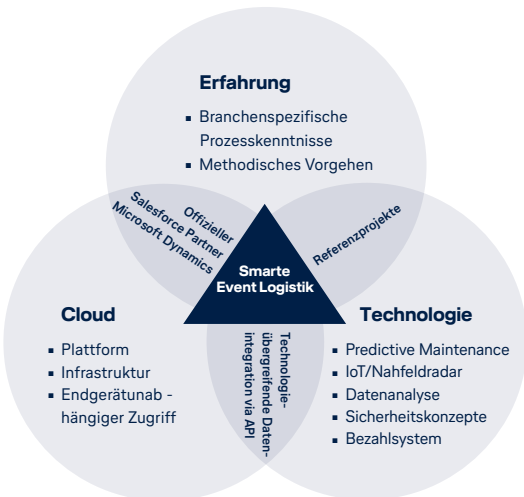 Erfahrung
▪ Branchenspezifische
Prozesskenntnisse
▪ Methodisches Vorgehen
Offizieller
Salesforce Partner
Microsoft Dynamics
Referenzprojekte
Smarte
Event Logistik
Cloud
▪ Plattform
▪ Infrastruktur
▪ Endgerätunab -
hängiger Zugriff
Technologie-
übergreifende Daten-
integration via API
Technologie
▪ Predictive Maintenance
▪ IoT/Nahfeldradar
▪ Datenanalyse
▪ Sicherheitskonzepte
▪ Bezahlsystem